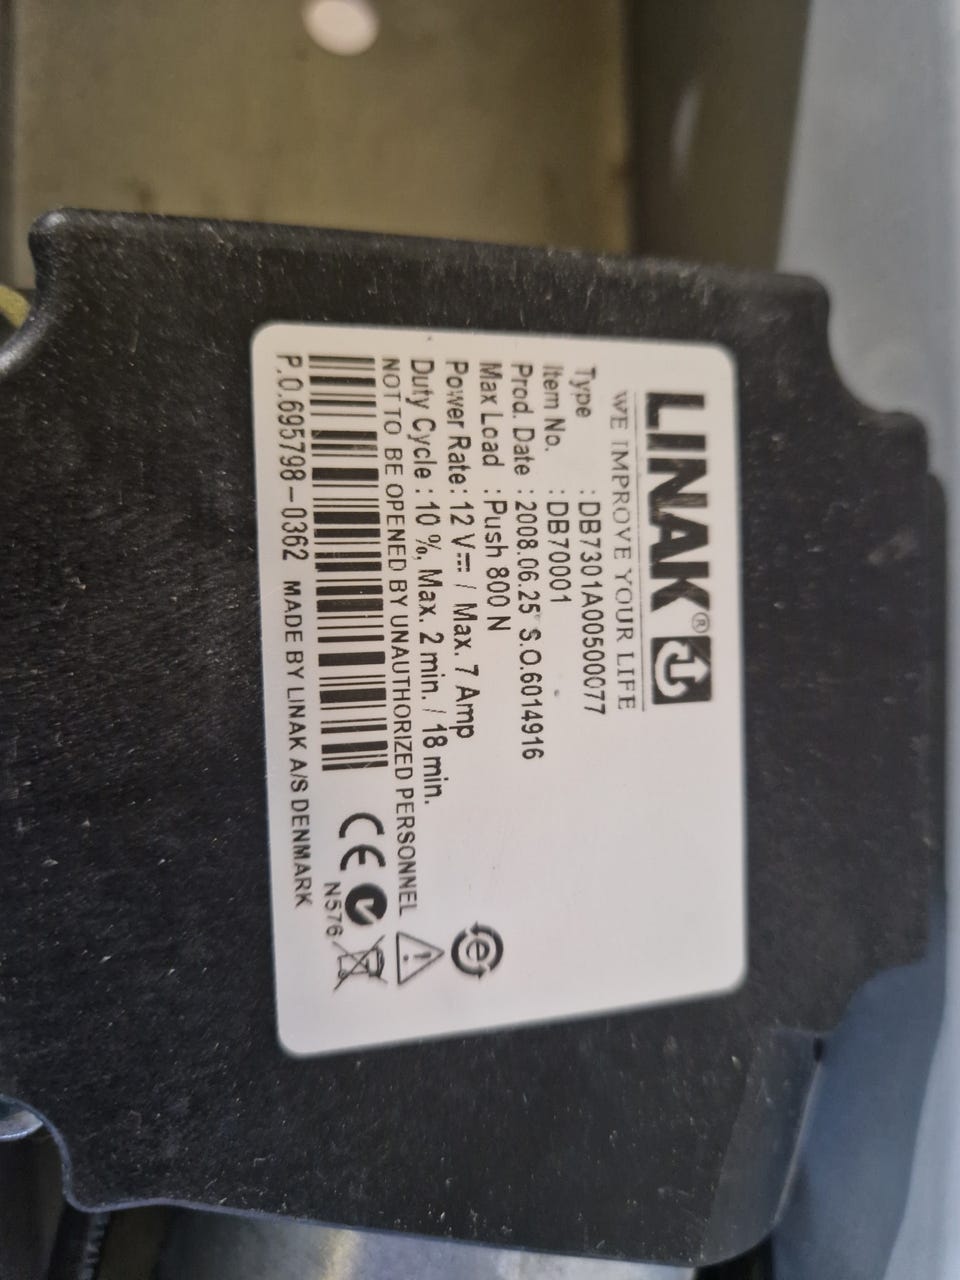 LINAK®
WE IMPROVE YOUR LIFE
Type : DB7301A00500077
Item No. : DB70001
Prod. Date : 2008.06.25 S.O.6014916
Max Load : Push 800 N
Power Rate : 12 V⎓ / Max. 7 Amp
Duty Cycle : 10 %, Max. 2 min. / 18 min.
NOT TO BE OPENED BY UNAUTHORIZED PERSONNEL
CE
N576
P.O.695798-0362 MADE BY LINAK A/S DENMARK